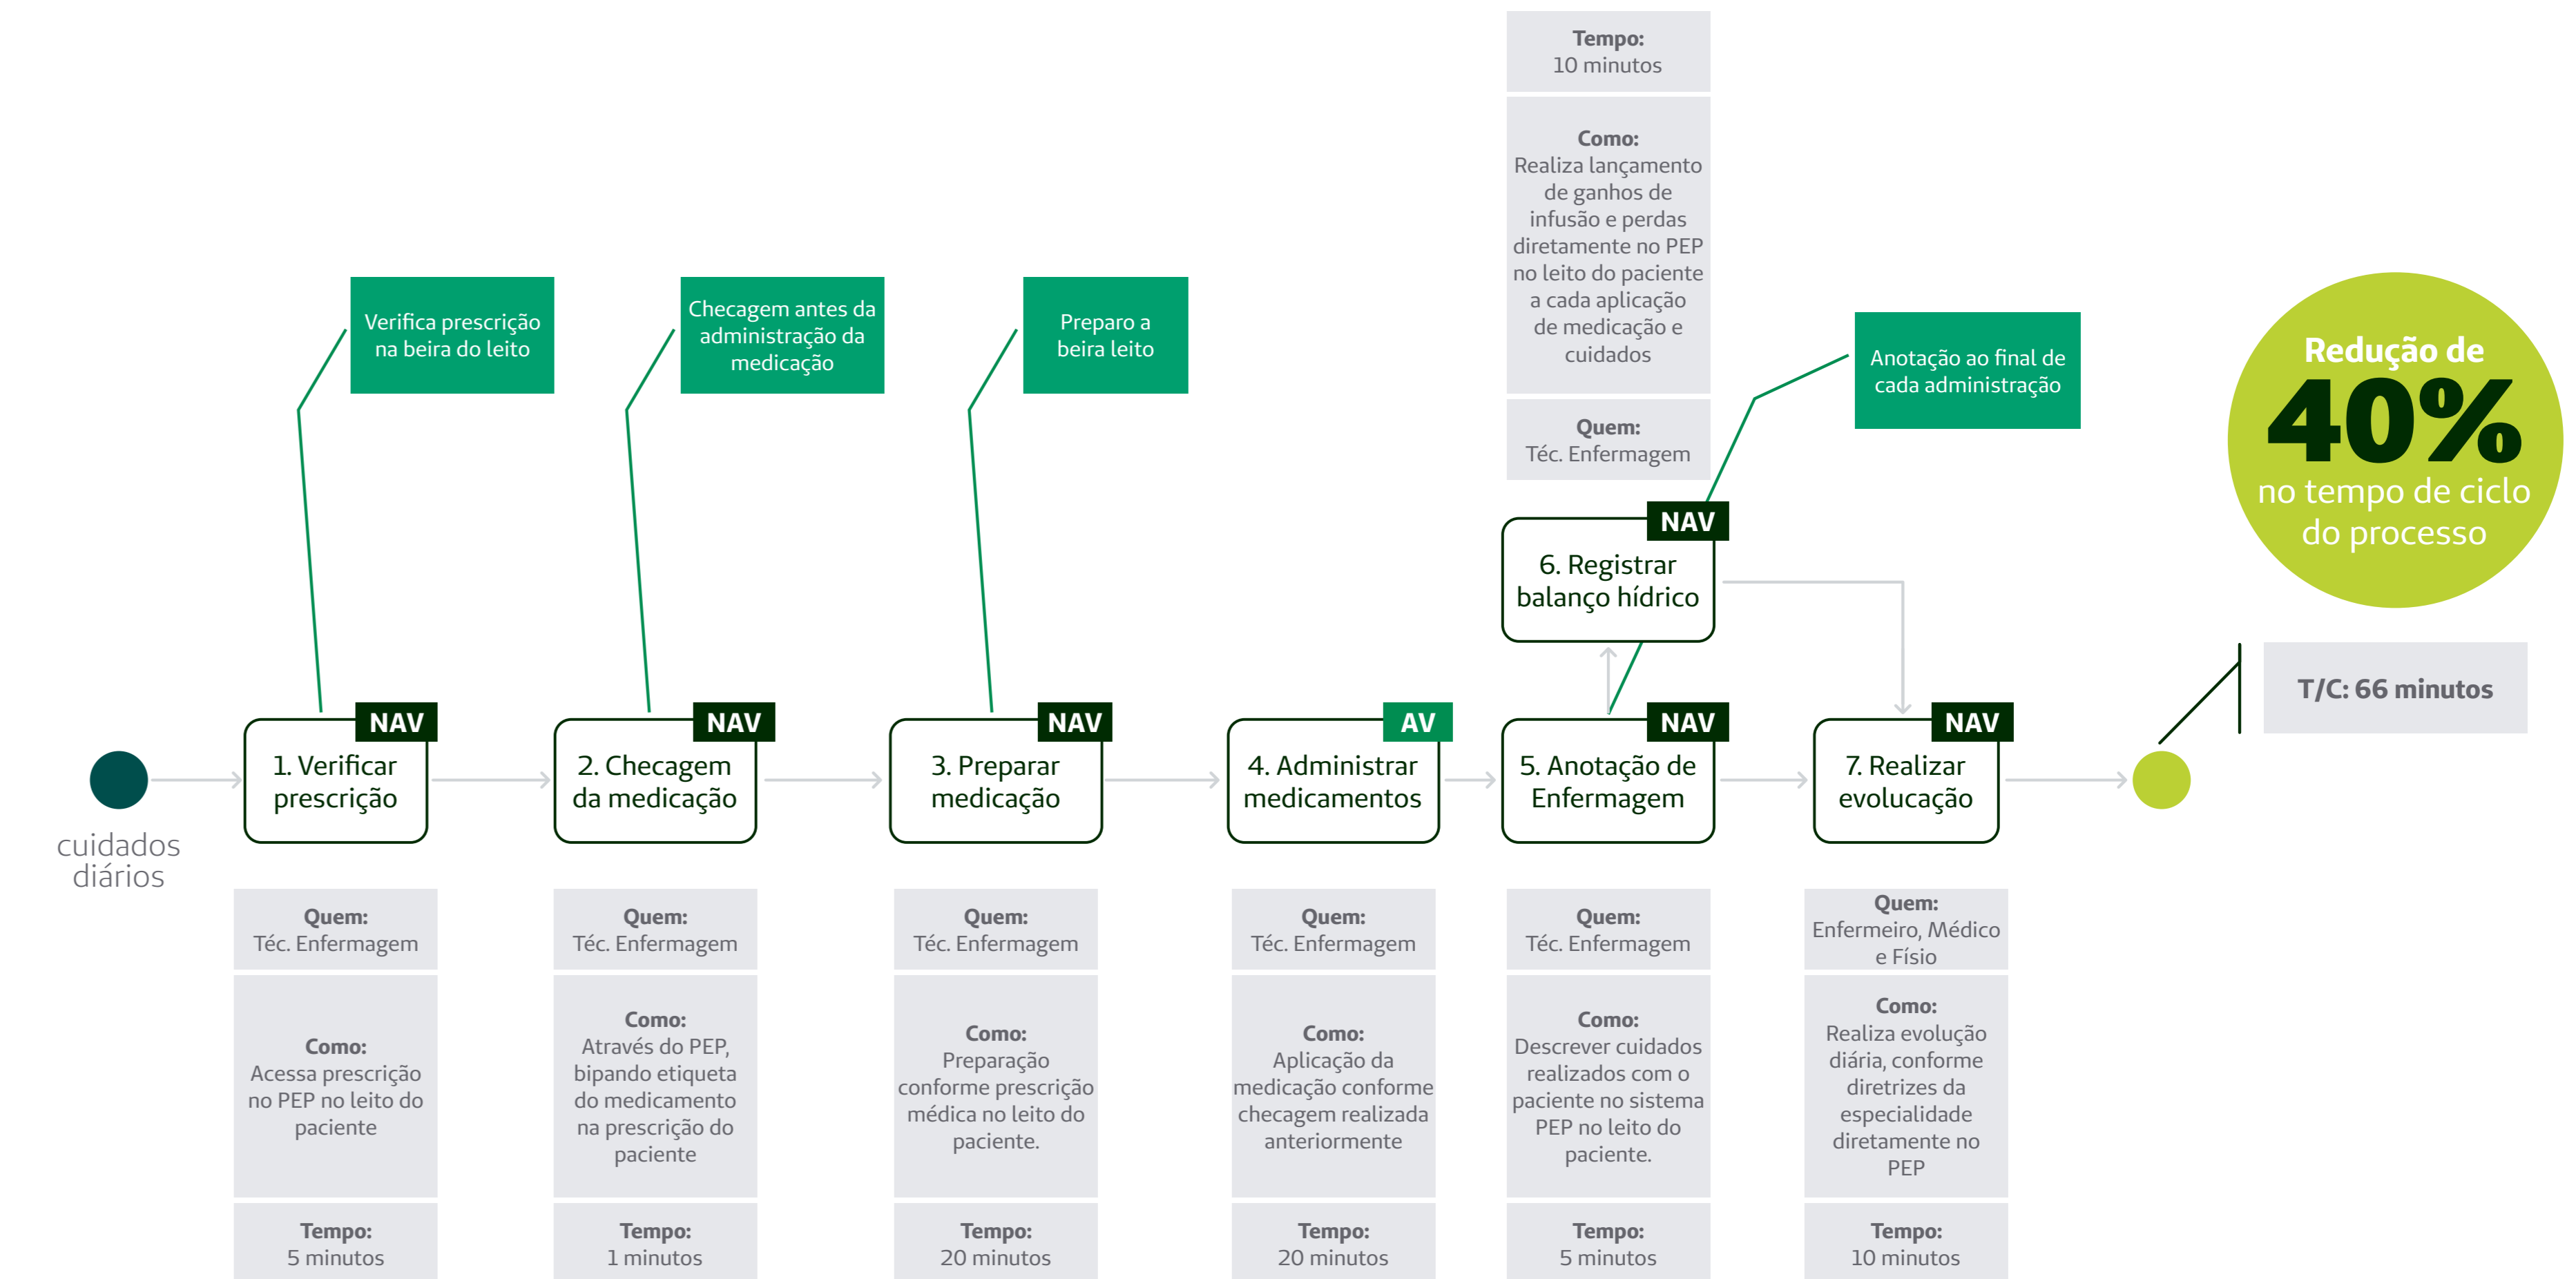 Tempo:
10 minutos
Como:
Realiza lançamento
de ganhos de
infusão e perdas
diretamente no PEP
no leito do paciente
a cada aplicação
de medicação e
cuidados
Quem:
Téc. Enfermagem
Verifica prescrição
na beira do leito
Checagem antes da
administração da
medicação
Preparo a
beira leito
Anotação ao final de
cada administração
Redução de
40%
no tempo de ciclo
do processo
NAV
6. Registrar
balanço hídrico
T/C: 66 minutos
cuidados
diários
NAV
1. Verificar
prescrição
NAV
2. Checagem
da medicação
NAV
3. Preparar
medicação
AV
4. Administrar
medicamentos
NAV
5. Anotação de
Enfermagem
NAV
7. Realizar
evolucação
Quem:
Téc. Enfermagem
Como:
Acessa prescrição
no PEP no leito do
paciente
Tempo:
5 minutos
Quem:
Téc. Enfermagem
Como:
Através do PEP,
bipando etiqueta
do medicamento
na prescrição do
paciente
Tempo:
1 minutos
Quem:
Téc. Enfermagem
Como:
Preparação
conforme prescrição
médica no leito do
paciente.
Tempo:
20 minutos
Quem:
Téc. Enfermagem
Como:
Aplicação da
medicação conforme
checagem realizada
anteriormente
Tempo:
20 minutos
Quem:
Téc. Enfermagem
Como:
Descrever cuidados
realizados com o
paciente no sistema
PEP no leito do
paciente.
Tempo:
5 minutos
Quem:
Enfermeiro, Médico
e Físio
Como:
Realiza evolução
diária, conforme
diretrizes da
especialidade
diretamente no
PEP
Tempo:
10 minutos